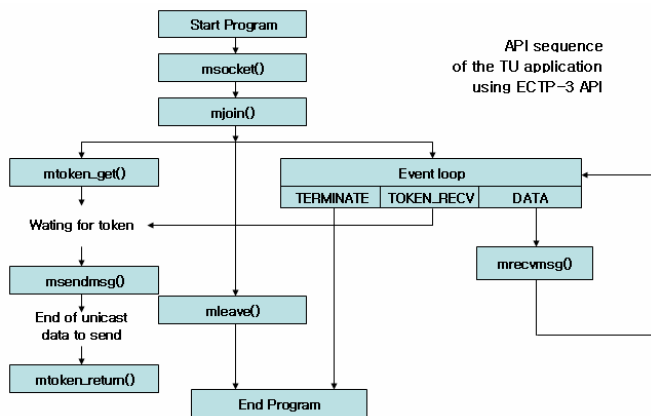 Start Program
API sequence
of the TU application
using ECTP-3 API
msocket()
mjoin()
mtoken_get()
Event loop
TERMINATE
TOKEN_RECV
DATA
Wating for token
msendmsg()
mrecvmsg()
End of unicast
data to send
mleave()
mtoken_return()
End Program